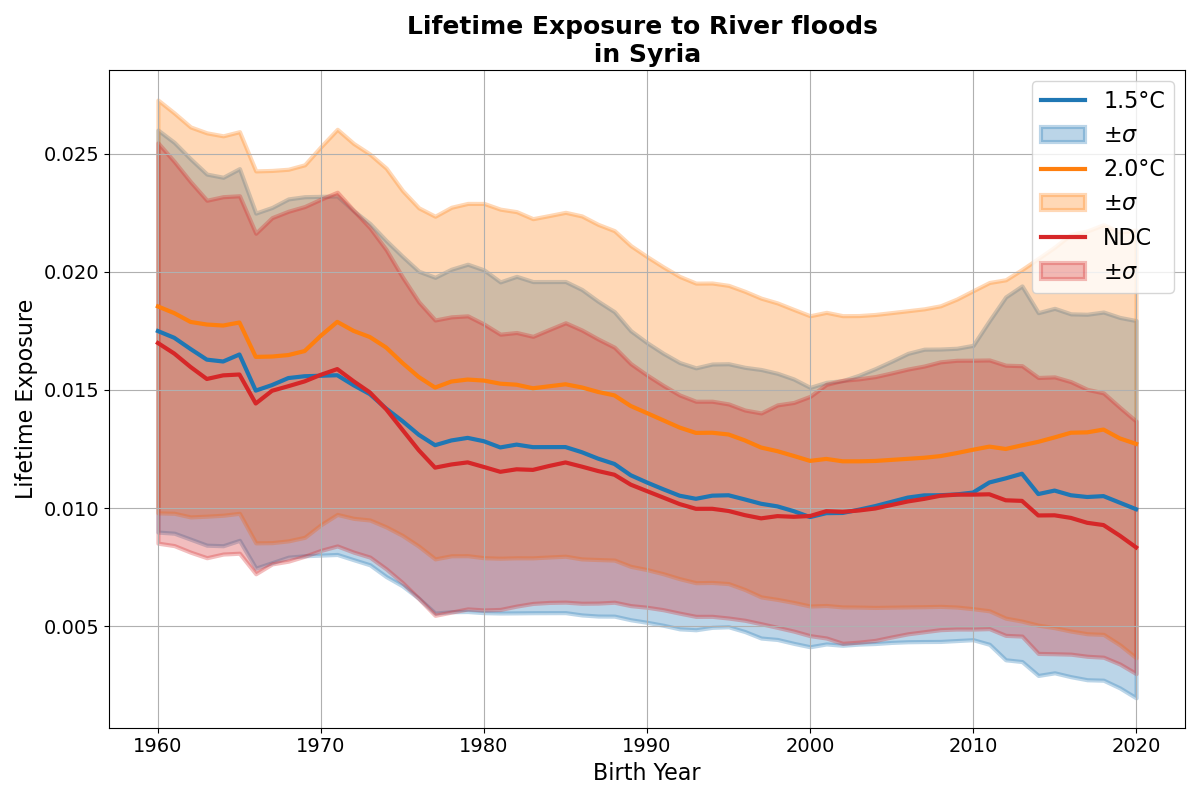 Lifetime Exposure to River floods
in Syria
1.5°C
±σ
2.0°C
±σ
NDC
±σ
Lifetime Exposure
0.025
0.020
0.015
0.010
0.005
1960 1970 1980 1990 2000 2010 2020
Birth Year